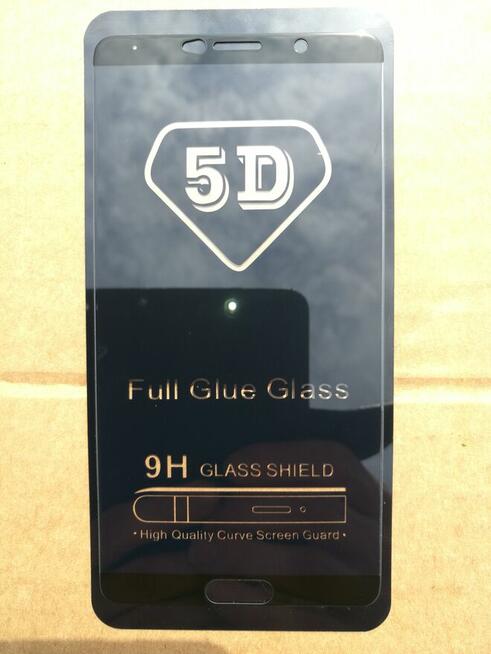 5D
Full Glue Glass
9H GLASS SHIELD
· High Quality Curve Screen Guard ·